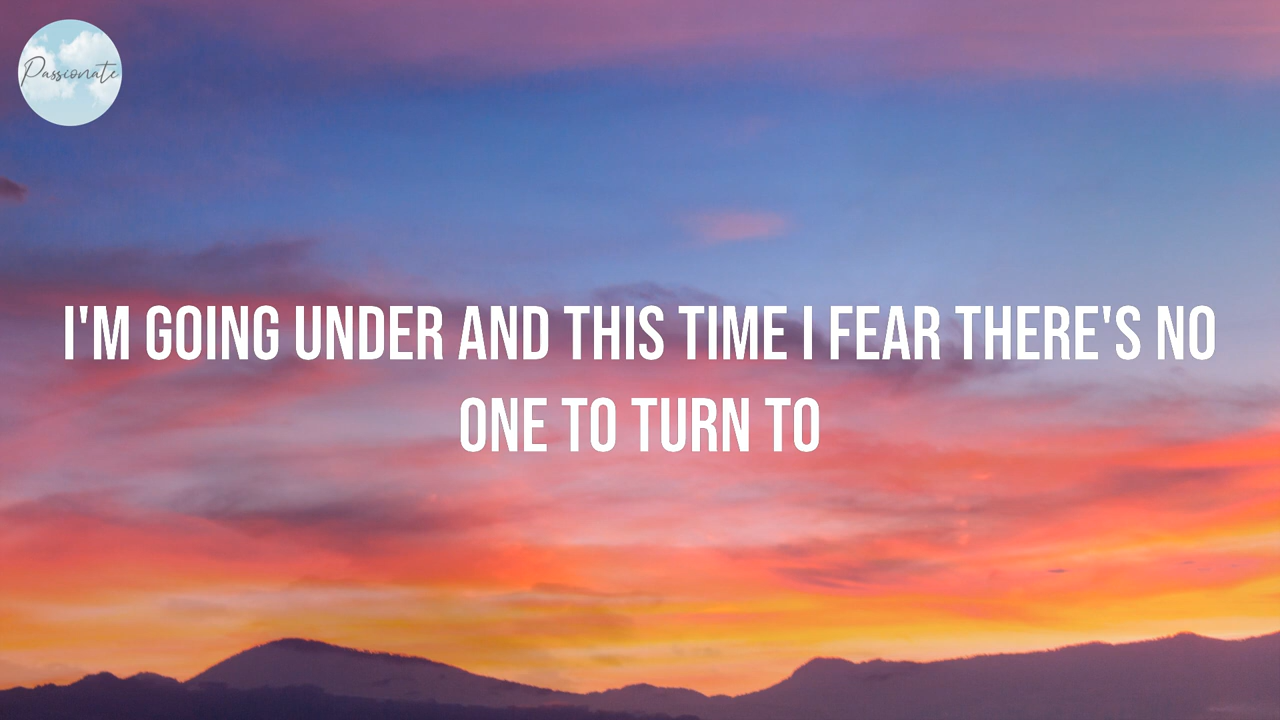 Passionate
I'M GOING UNDER AND THIS TIME I FEAR THERE'S NO
ONE TO TURN TO